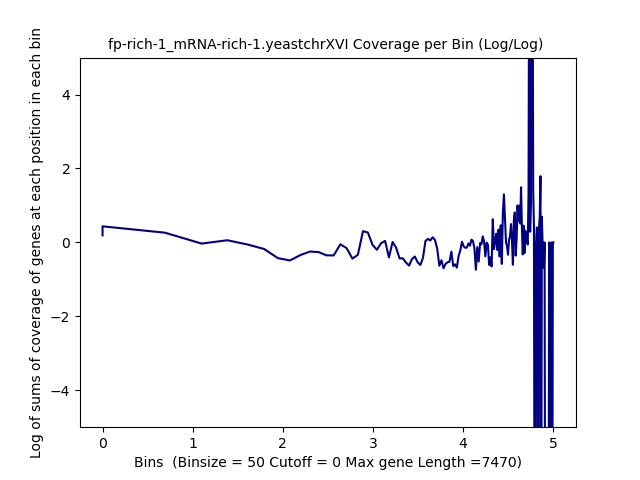 fp-rich-1_mRNA-rich-1.yeastchrXVI Coverage per Bin (Log/Log)
Log of sums of coverage of genes at each position in each bin
4
2
0
−2
−4
0 1 2 3 4 5
Bins  (Binsize = 50 Cutoff = 0 Max gene Length =7470)